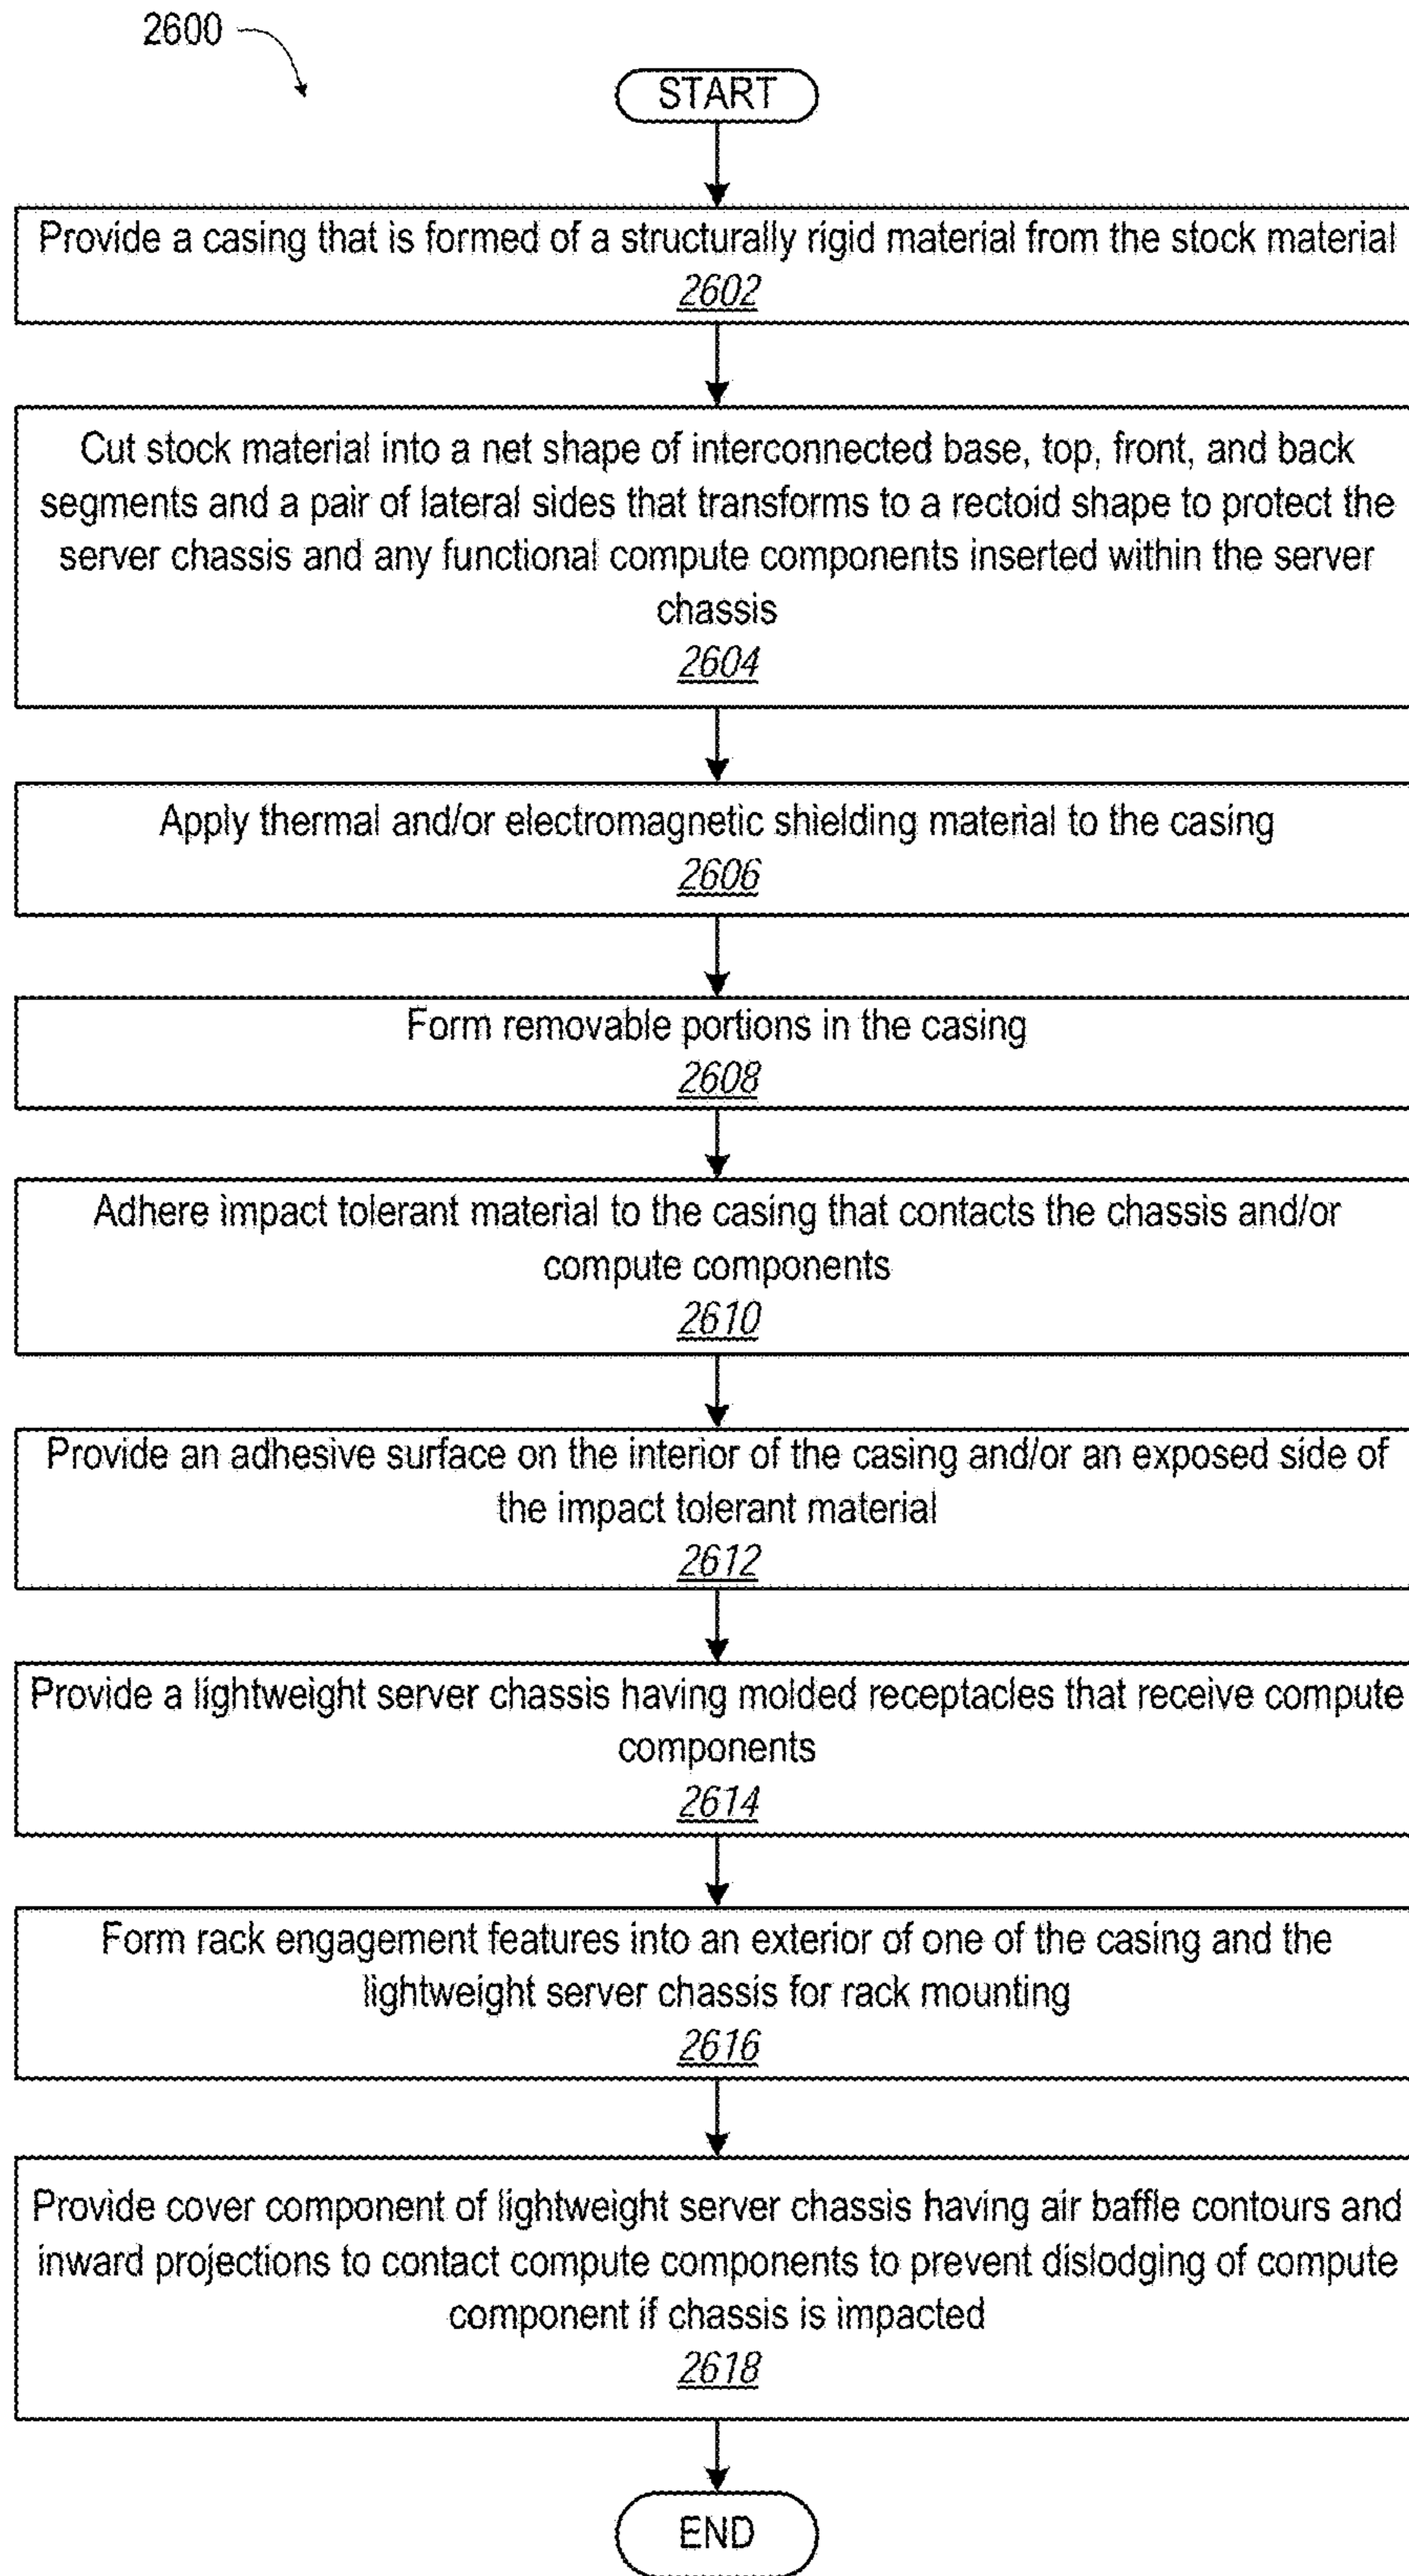 2600
START
Provide a casing that is formed of a structurally rigid material from the stock material
2602
Cut stock material into a net shape of interconnected base, top, front, and back
segments and a pair of lateral sides that transforms to a rectoid shape to protect the
server chassis and any functional compute components inserted within the server
chassis
2604
Apply thermal and/or electromagnetic shielding material to the casing
2606
Form removable portions in the casing
2608
Adhere impact tolerant material to the casing that contacts the chassis and/or
compute components
2610
Provide an adhesive surface on the interior of the casing and/or an exposed side of
the impact tolerant material
2612
Provide a lightweight server chassis having molded receptacles that receive compute
components
2614
Form rack engagement features into an exterior of one of the casing and the
lightweight server chassis for rack mounting
2616
Provide cover component of lightweight server chassis having air baffle contours and
inward projections to contact compute components to prevent dislodging of compute
component if chassis is impacted
2618
END